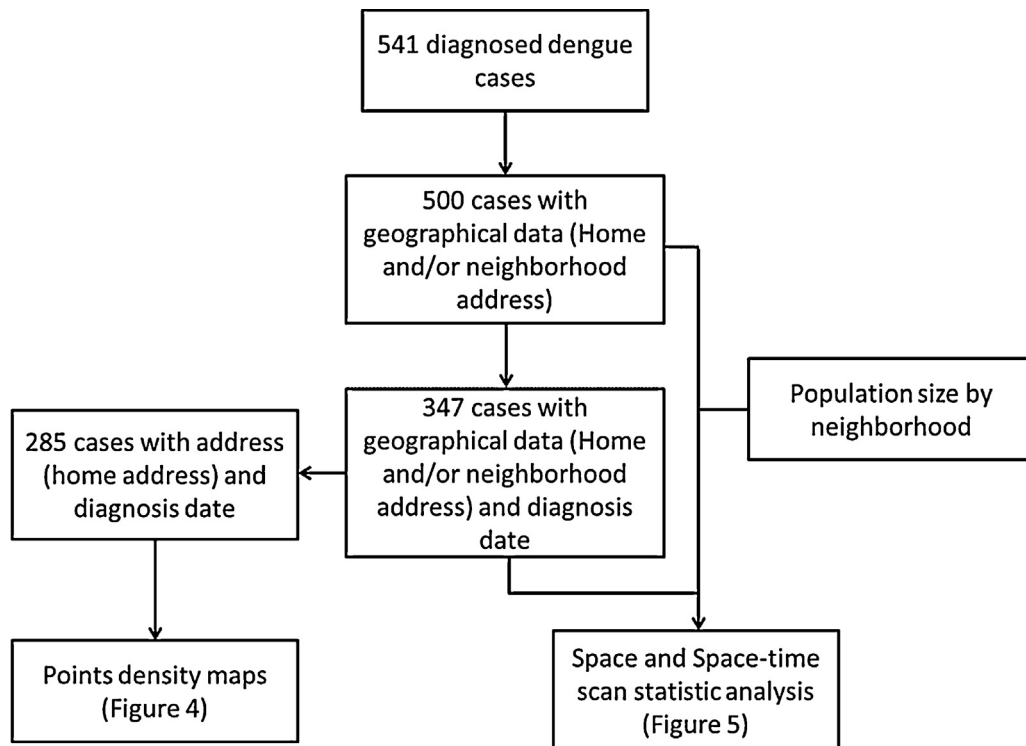 541 diagnosed dengue
cases
500 cases with
geographical data (Home
and/or neighborhood
address)
347 cases with
geographical data (Home
and/or neighborhood
address) and diagnosis
date
Population size by
neighborhood
285 cases with address
(home address) and
diagnosis date
Points density maps
(Figure 4)
Space and Space-time
scan statistic analysis
(Figure 5)